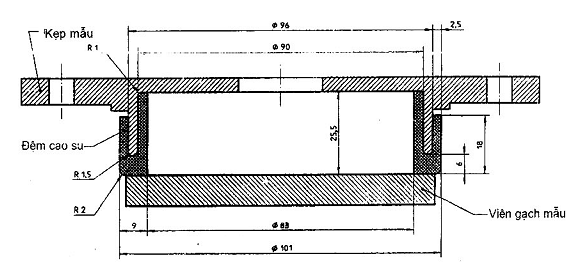 Ø 96
2,5
Kẹp mẫu
R 1
Ø 90
25,5
18
6
Đệm cao su
R 1,5
R 2
Viên gạch mẫu
9
Ø 83
Ø 101